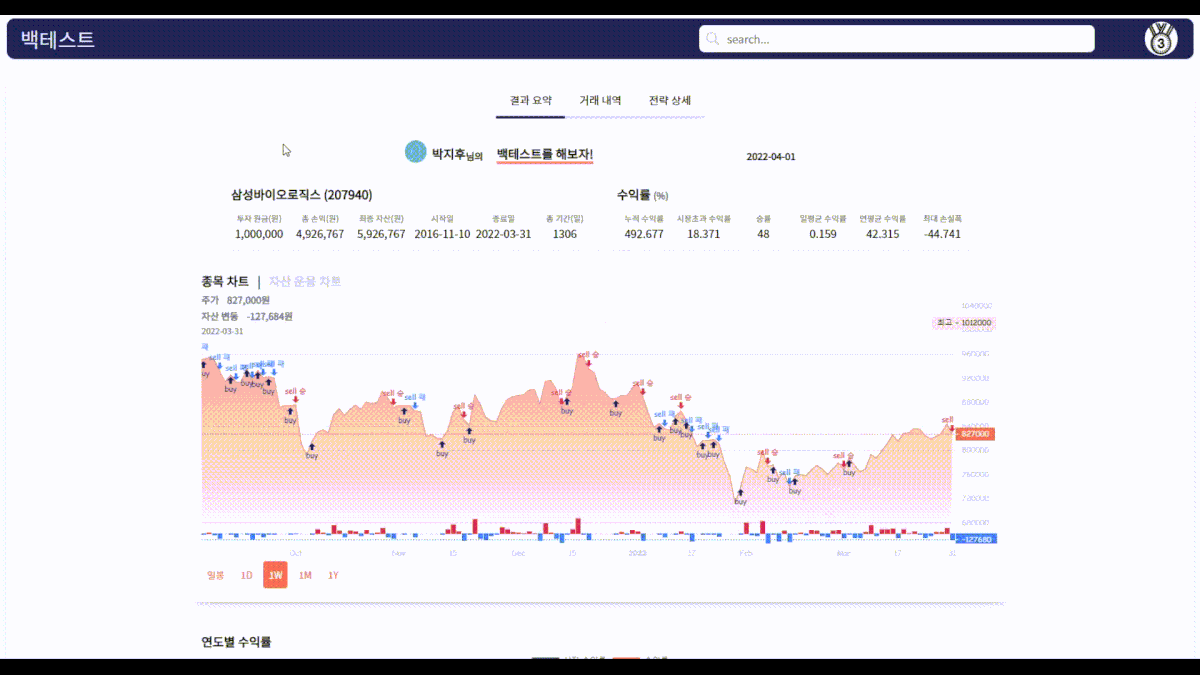 백테스트
search...
3
결과 요약 거래 내역 전략 상세
박지후님의 백테스트를 해보자! 2022-04-01
삼성바이오로직스 (207940) 수익률 (%)
투자 원금(원) 총 손익(원) 최종 자산(원) 시작일 종료일 총 기간(일) 누적 수익률 시장초과 수익률 승률 일평균 수익률 연평균 수익률 최대 손실폭
1,000,000 4,926,767 5,926,767 2016-11-10 2022-03-31 1306 492.677 18.371 48 0.159 42.315 -44.741
종목 차트 | 자산 운용 차트
주가 827,000원
자산 변동 -127,684원
2022-03-31
1040000
최고 - 1012000
960000
880000
827000
800000
-127680
Oct Nov 15 Dec 15 17 Feb Mar 17 31
일봉 1D 1W 1M 1Y
연도별 수익률